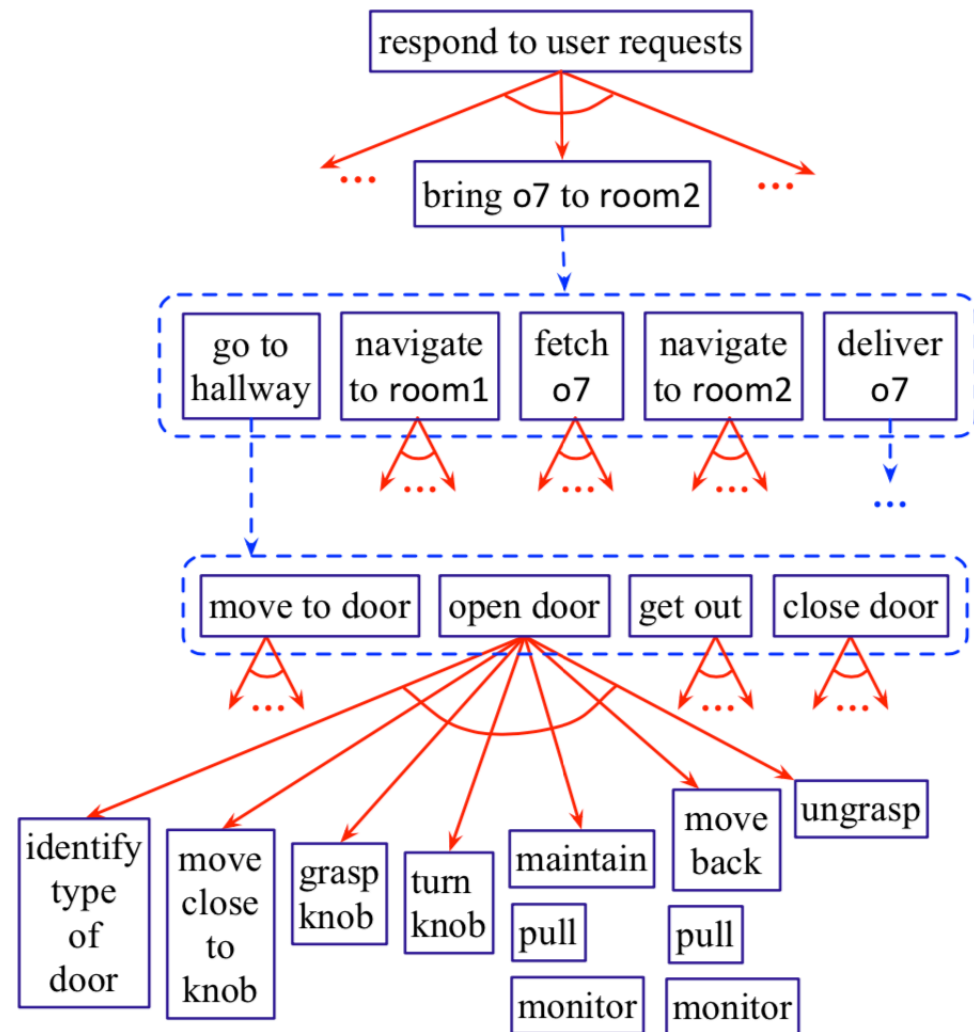 respond to user requests
...
...
bring o7 to room2
go to
hallway
navigate
to room1
fetch
o7
navigate
to room2
deliver
o7
...
...
...
...
move to door
open door
get out
close door
...
...
...
identify
type
of
door
move
close
to
knob
grasp
knob
turn
knob
maintain
pull
monitor
move
back
pull
monitor
ungrasp